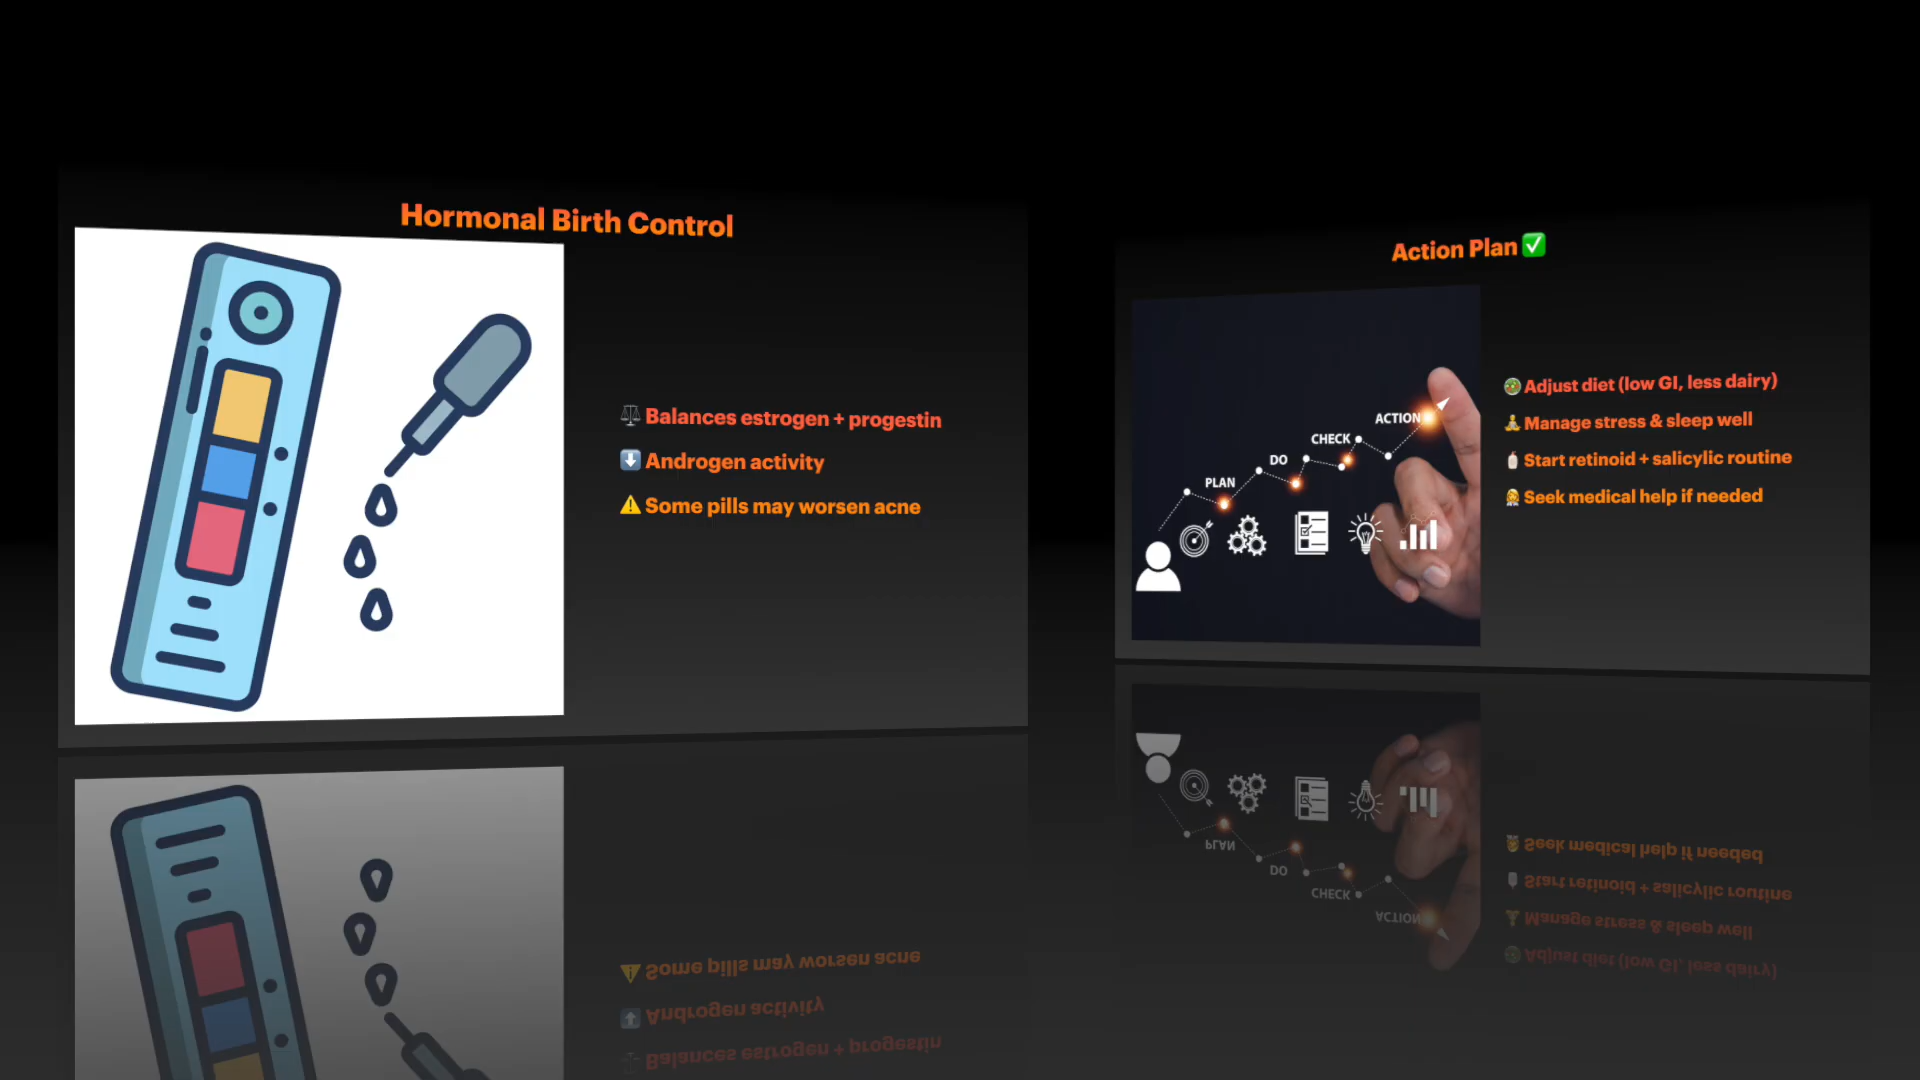 Hormonal Birth Control
⚖️ Balances estrogen + progestin
⬇️ Androgen activity
⚠️ Some pills may worsen acne
Action Plan ✅
PLAN
DO
CHECK
ACTION
🥗 Adjust diet (low GI, less dairy)
🧘 Manage stress & sleep well
🧴 Start retinoid + salicylic routine
👩‍⚕️ Seek medical help if needed